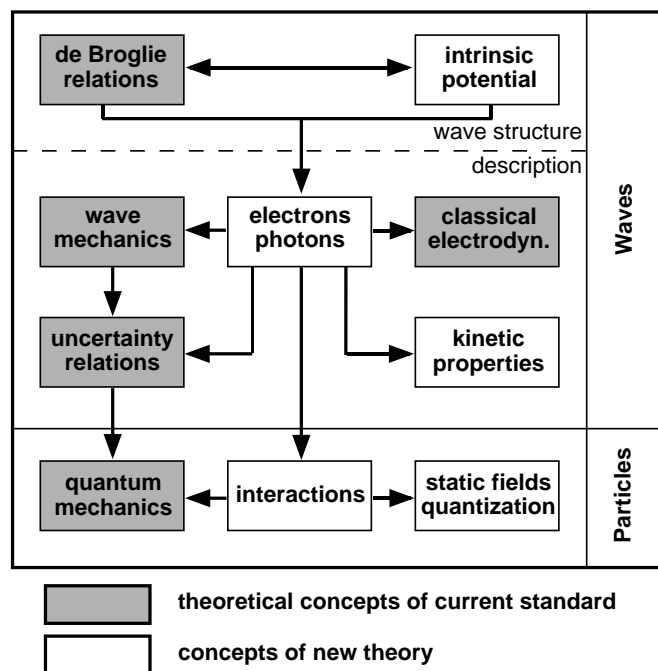 de Broglie
relations
intrinsic
potential
wave structure
description
wave
mechanics
electrons
photons
classical
electrodyn.
uncertainty
relations
kinetic
properties
Waves
quantum
mechanics
interactions
static fields
quantization
Particles
theoretical concepts of current standard
concepts of new theory